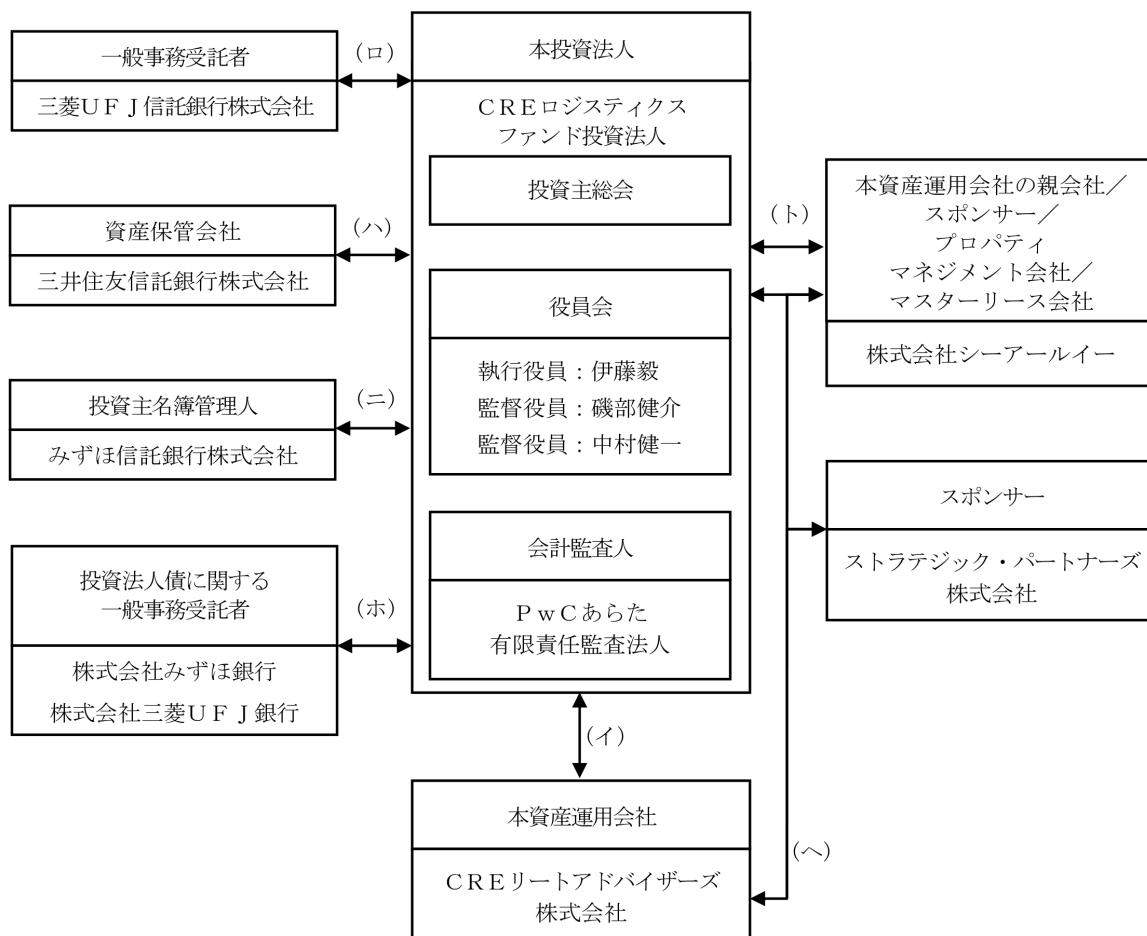 一般事務受託者
三菱ＵＦＪ信託銀行株式会社
（ロ）
資産保管会社
三井住友信託銀行株式会社
（ハ）
投資主名簿管理人
みずほ信託銀行株式会社
（ニ）
投資法人債に関する
一般事務受託者
株式会社みずほ銀行
株式会社三菱ＵＦＪ銀行
（ホ）
本投資法人
ＣＲＥロジスティクス
ファンド投資法人
投資主総会
役員会
執行役員：伊藤毅
監督役員：磯部健介
監督役員：中村健一
会計監査人
ＰｗＣあらた
有限責任監査法人
（イ）
本資産運用会社
ＣＲＥリートアドバイザーズ
株式会社
（ト）
本資産運用会社の親会社／
スポンサー／
プロパティ
マネジメント会社／
マスターリース会社
株式会社シーアールイー
スポンサー
ストラテジック・パートナーズ
株式会社
（ヘ）